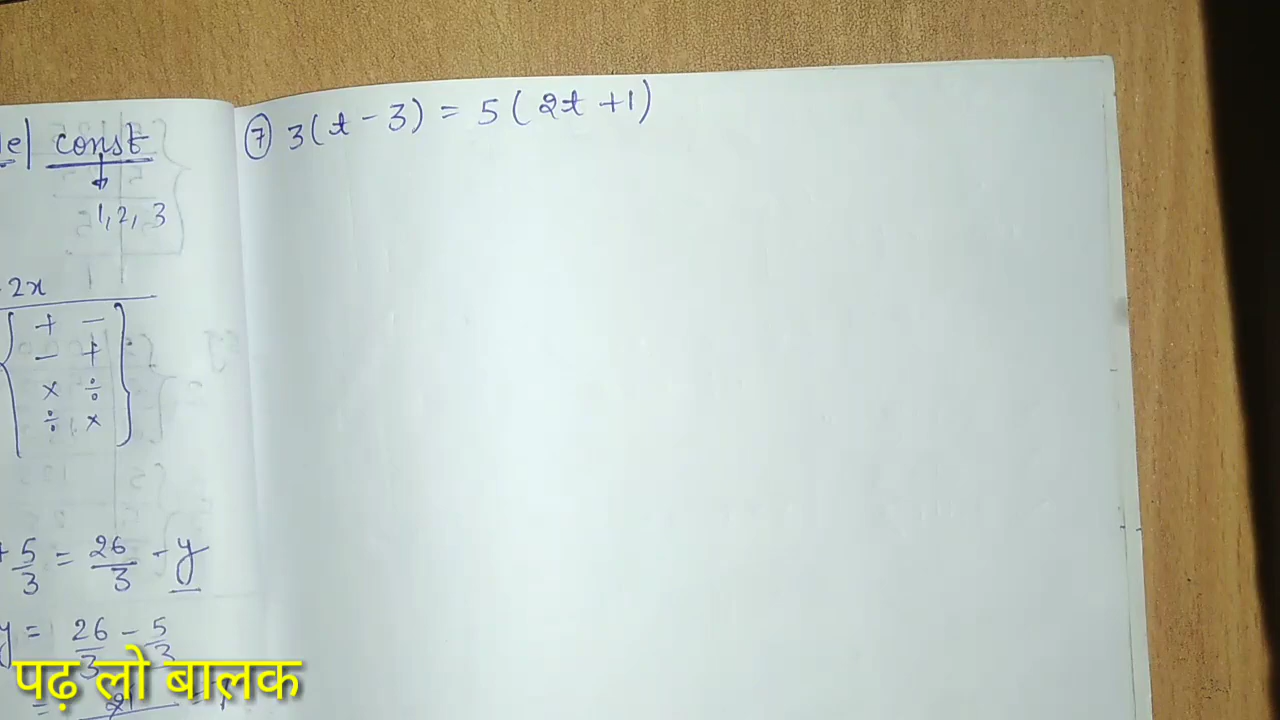 const
1, 2, 3
2x
+ −
− +
× ÷
÷ ×
+ 5/3 = 26/3 - y
y = 26/3 - 5/3
= 21
⑦ 3(t - 3) = 5(2t + 1)
पढ़ लो बालक